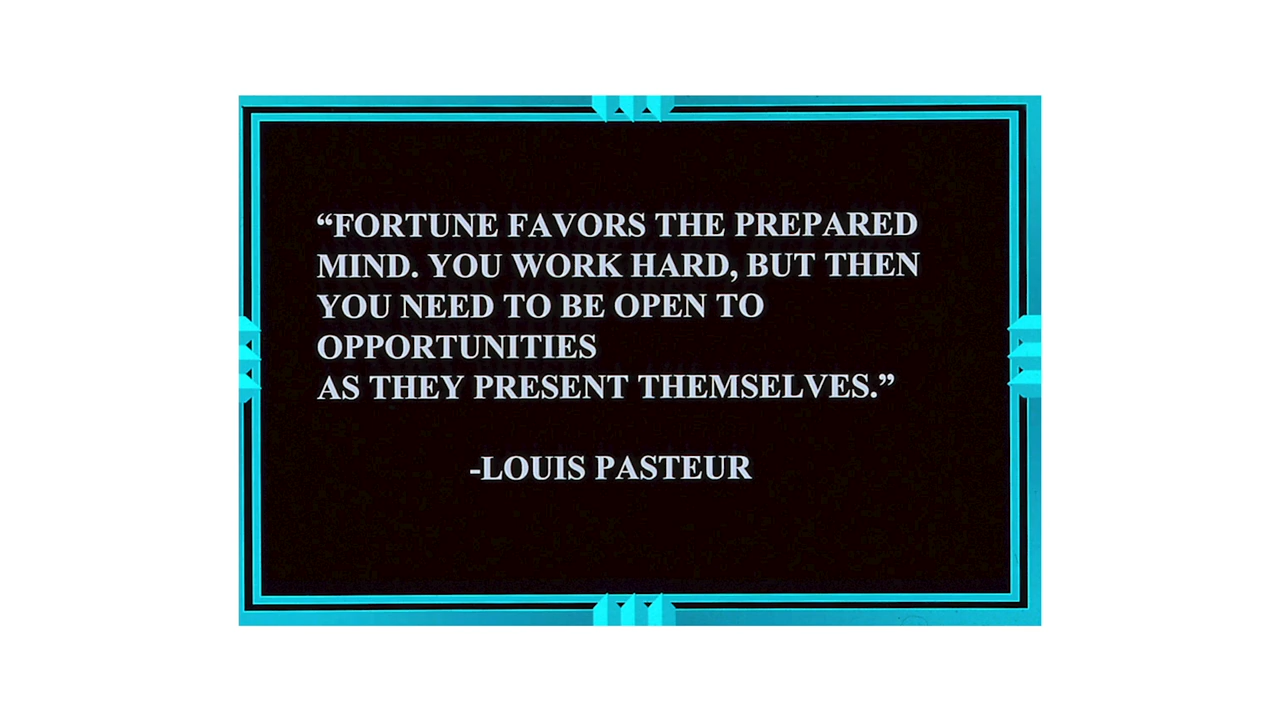 “FORTUNE FAVORS THE PREPARED
MIND. YOU WORK HARD, BUT THEN
YOU NEED TO BE OPEN TO
OPPORTUNITIES
AS THEY PRESENT THEMSELVES.”
-LOUIS PASTEUR